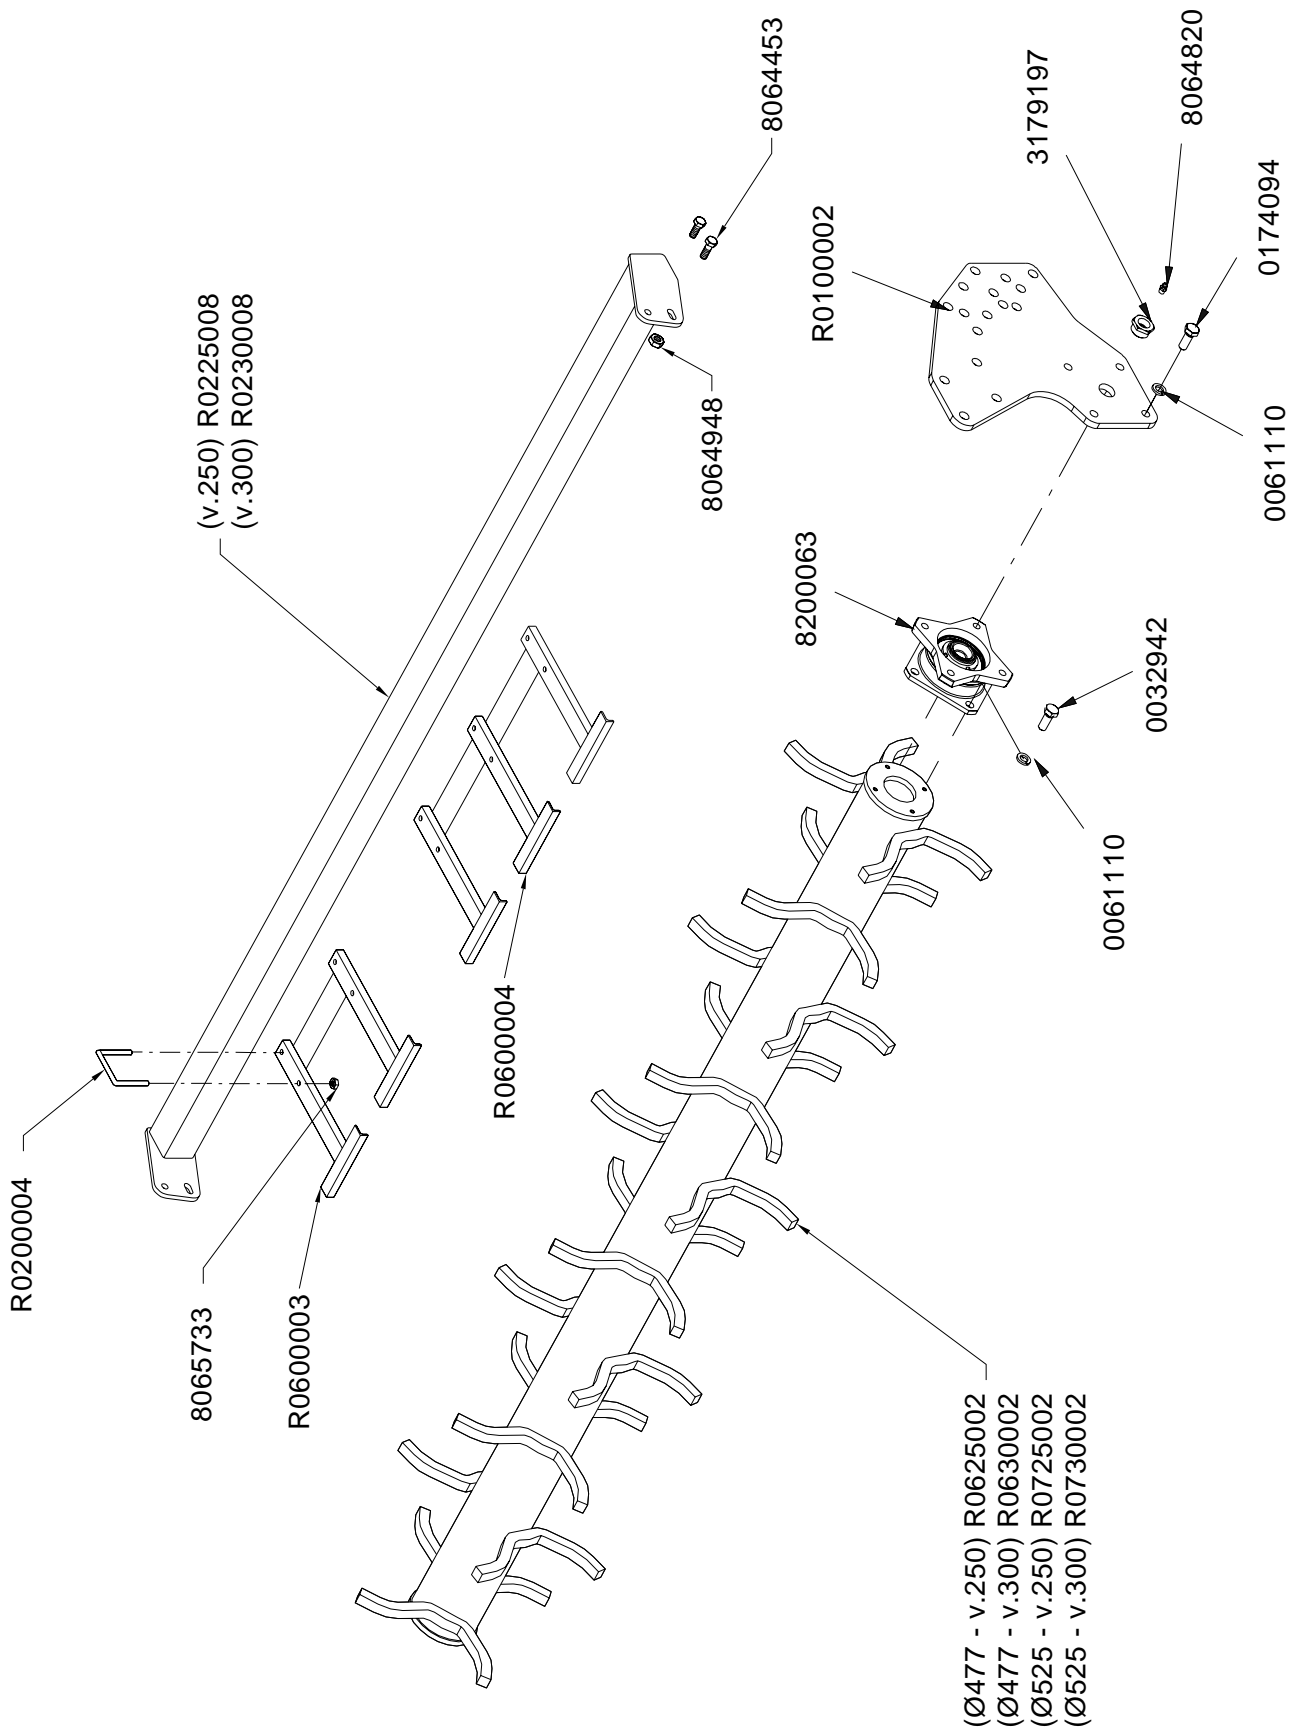 R0200004
8065733
R0600003
(v.250) R0225008
(v.300) R0230008
R0600004
8064948
8064453
8200063
R0100002
3179197
8064820
0174094
0061110
0032942
0061110
(Ø477 - v.250) R0625002
(Ø477 - v.300) R0630002
(Ø525 - v.250) R0725002
(Ø525 - v.300) R0730002